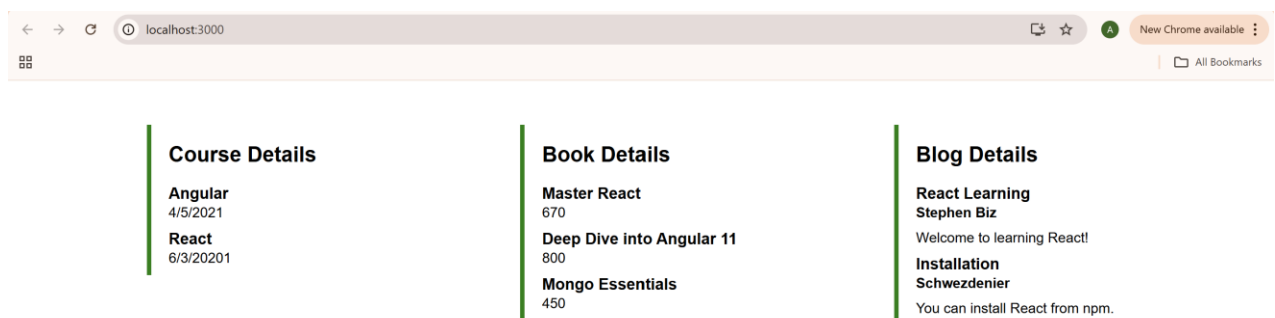 localhost:3000
A
New Chrome available
All Bookmarks
Course Details
Angular
4/5/2021
React
6/3/20201
Book Details
Master React
670
Deep Dive into Angular 11
800
Mongo Essentials
450
Blog Details
React Learning
Stephen Biz
Welcome to learning React!
Installation
Schwezdenier
You can install React from npm.